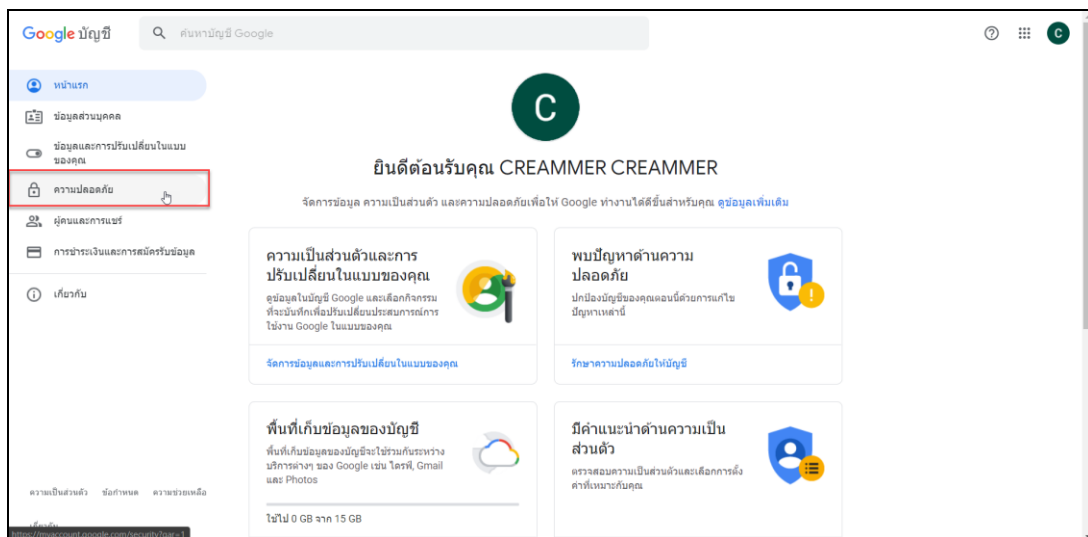 Google บัญชี
ค้นหาบัญชี Google
C
หน้าแรก
ข้อมูลส่วนบุคคล
ข้อมูลและการปรับเปลี่ยนในแบบ
ของคุณ
ความปลอดภัย
ผู้คนและการแชร์
การชำระเงินและการสมัครรับข้อมูล
เกี่ยวกับ
C
ยินดีต้อนรับคุณ CREAMMER CREAMMER
จัดการข้อมูล ความเป็นส่วนตัว และความปลอดภัยเพื่อให้ Google ทำงานได้ดีขึ้นสำหรับคุณ ดูข้อมูลเพิ่มเติม
ความเป็นส่วนตัวและการ
ปรับเปลี่ยนในแบบของคุณ
ดูข้อมูลในบัญชี Google และเลือกกิจกรรม
ที่จะบันทึกเพื่อปรับเปลี่ยนประสบการณ์การ
ใช้งาน Google ในแบบของคุณ
จัดการข้อมูลและการปรับเปลี่ยนในแบบของคุณ
พบปัญหาด้านความ
ปลอดภัย
ปกป้องบัญชีของคุณตอนนี้ด้วยการแก้ไข
ปัญหาเหล่านี้
รักษาความปลอดภัยให้บัญชี
พื้นที่เก็บข้อมูลของบัญชี
พื้นที่เก็บข้อมูลของบัญชีจะใช้ร่วมกันระหว่าง
บริการต่างๆ ของ Google เช่น ไดรฟ์, Gmail
และ Photos
ใช้ไป 0 GB จาก 15 GB
มีคำแนะนำด้านความเป็น
ส่วนตัว
ตรวจสอบความเป็นส่วนตัวและเลือกการตั้ง
ค่าที่เหมาะกับคุณ
ความเป็นส่วนตัว ข้อกำหนด ความช่วยเหลือ
เกี่ยวกับ
https://myaccount.google.com/security?gar=1